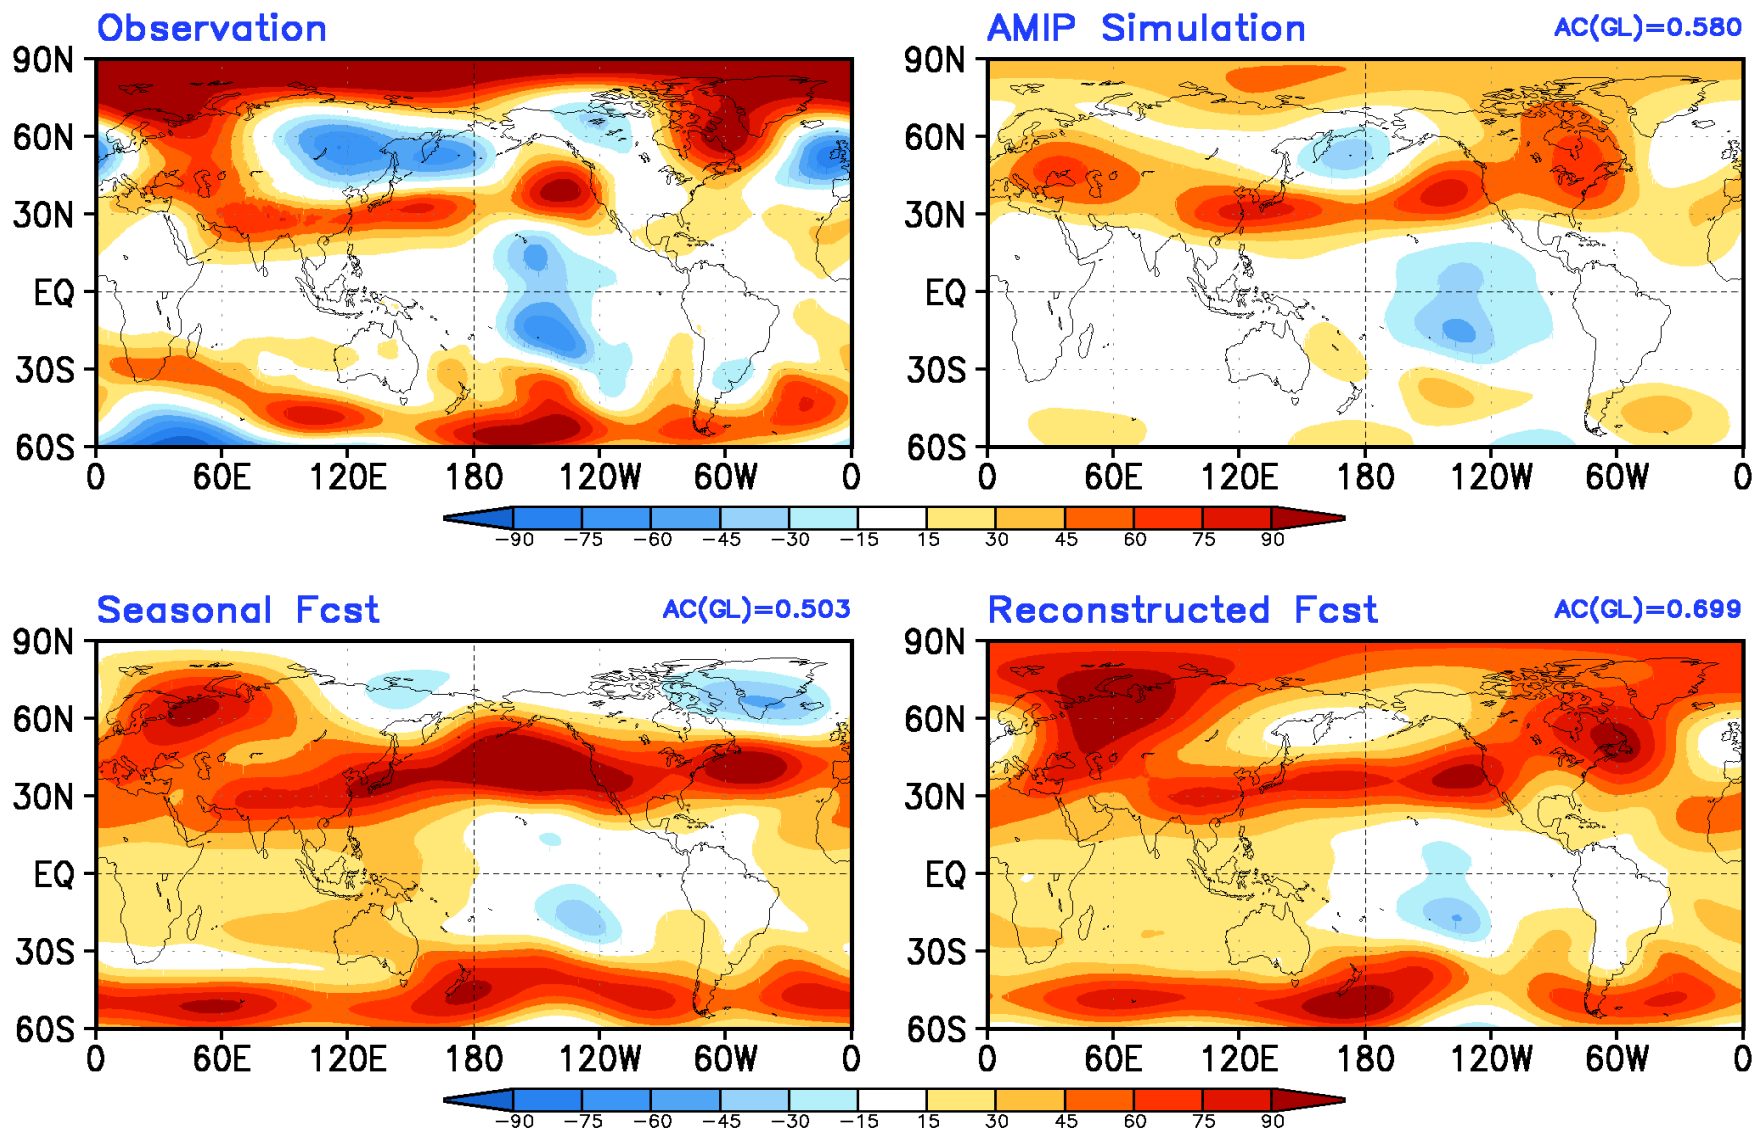 Observation
AMIP Simulation AC(GL)=0.580
90N 90N
60N 60N
30N 30N
EQ EQ
30S 30S
60S 60S
0 60E 120E 180 120W 60W 0 0 60E 120E 180 120W 60W 0
-90 -75 -60 -45 -30 -15 15 30 45 60 75 90
Seasonal Fcst AC(GL)=0.503
Reconstructed Fcst AC(GL)=0.699
90N 90N
60N 60N
30N 30N
EQ EQ
30S 30S
60S 60S
0 60E 120E 180 120W 60W 0 0 60E 120E 180 120W 60W 0
-90 -75 -60 -45 -30 -15 15 30 45 60 75 90